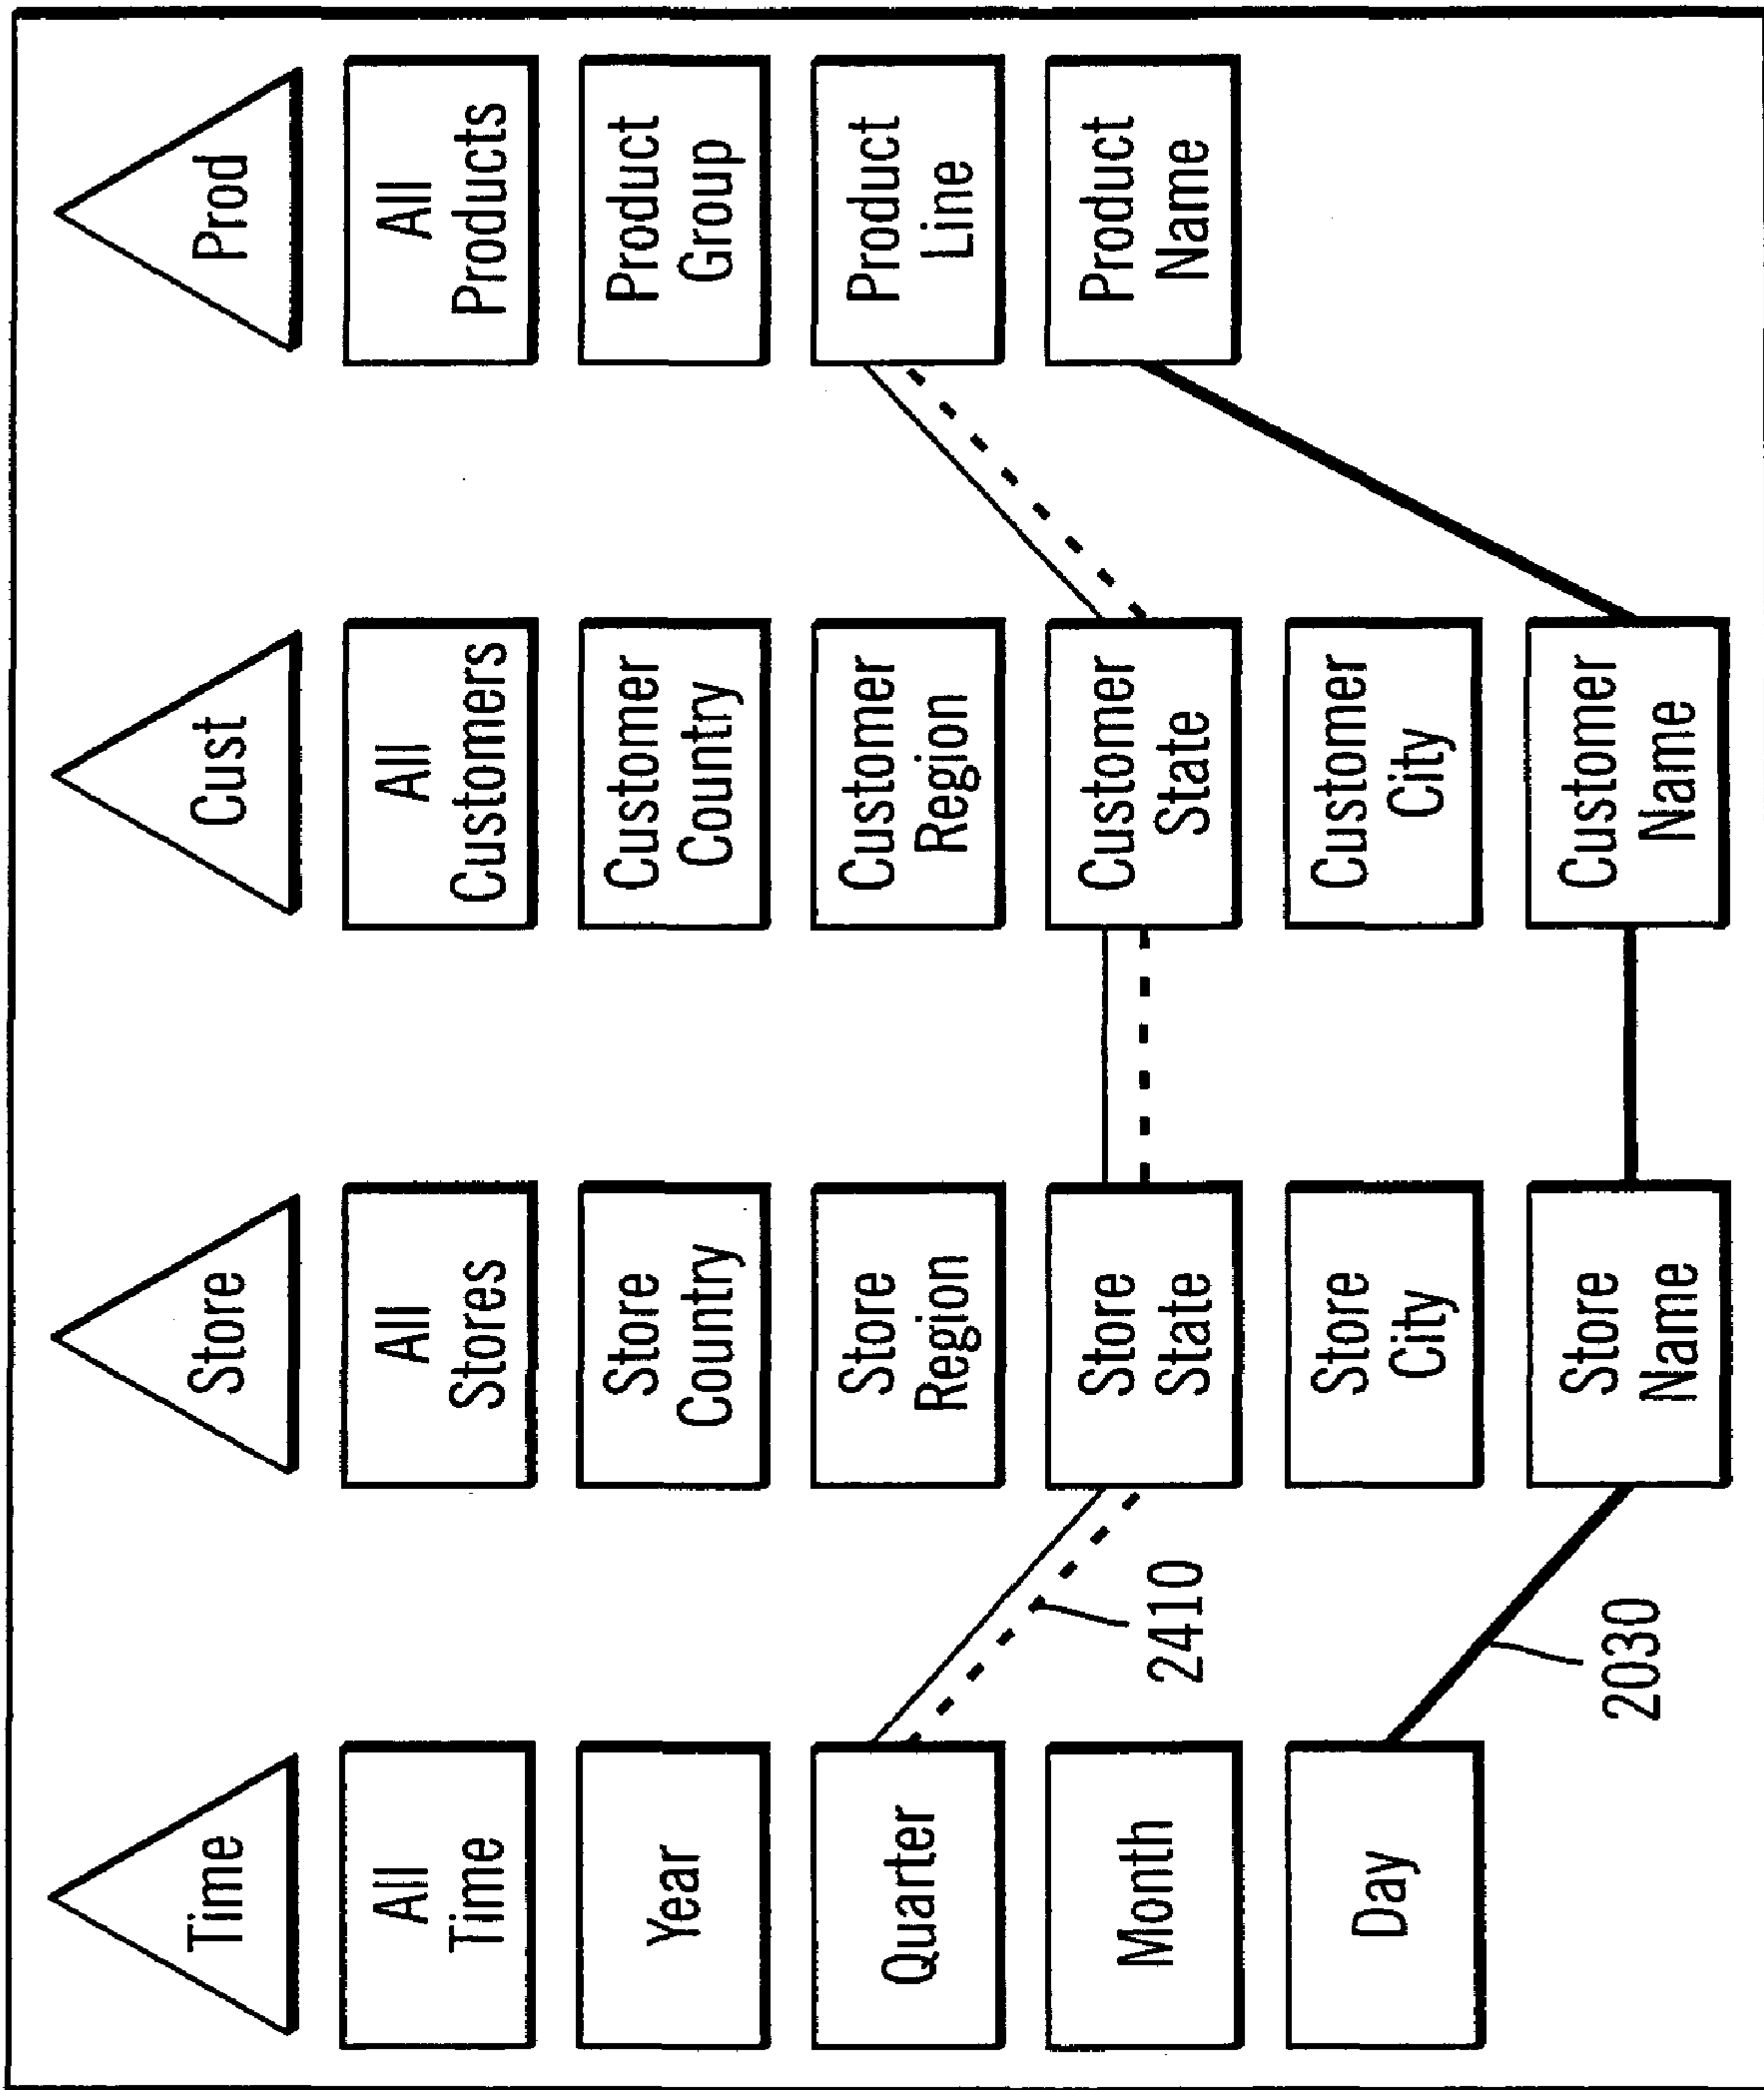 Time
Store
Cust
Prod
All
Time
All
Stores
All
Customers
All
Products
Year
Store
Country
Customer
Country
Product
Group
Quarter
Store
Region
Customer
Region
Product
Line
Month
Store
State
Customer
State
Product
Name
2410
Day
Store
City
Customer
City
2030
Store
Name
Customer
Name